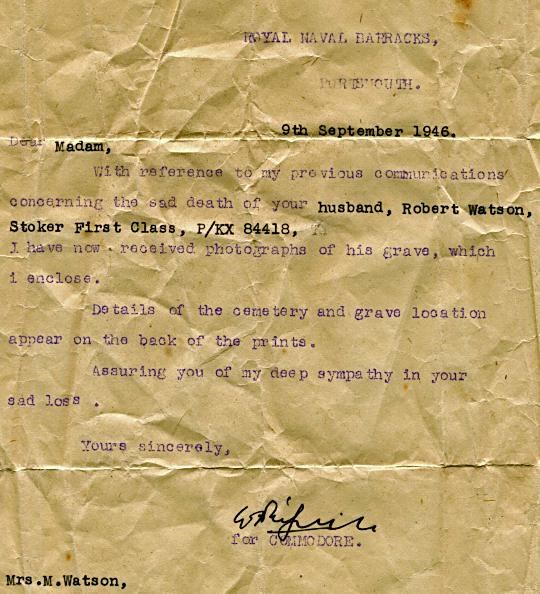 ROYAL NAVAL BARRACKS,
PORTSMOUTH.
9th September 1946.
Dear Madam,
With reference to my previous communications
concerning the sad death of your husband, Robert Watson,
Stoker First Class, P/KX 84418,
I have now received photographs of his grave, which
i enclose.
Details of the cemetery and grave location
appear on the back of the prints.
Assuring you of my deep sympathy in your
sad loss .
Yours sincerely,
for COMMODORE.
Mrs.M.Watson,